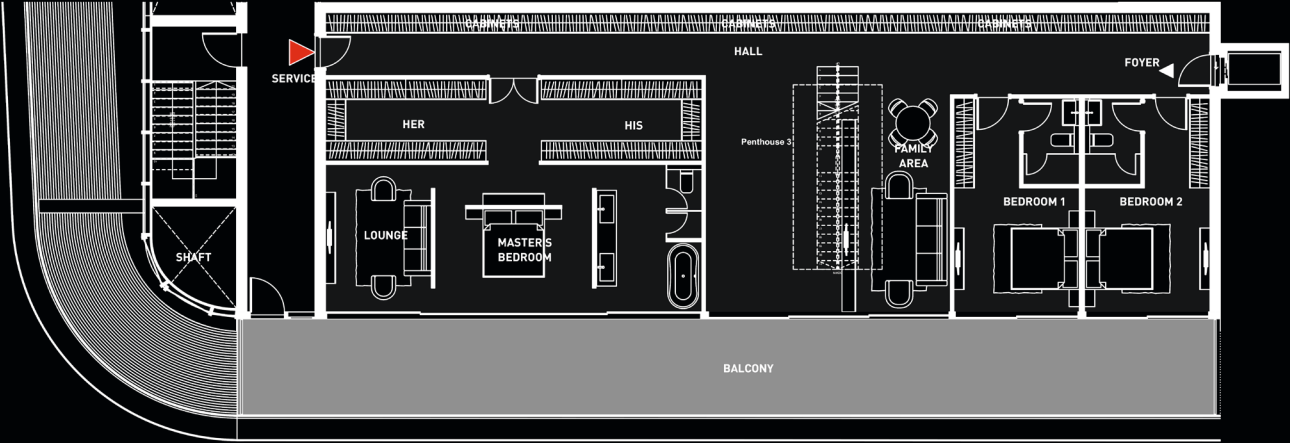 CABINETS
CABINETS
CABINETS
HALL
FOYER
SERVICE
HER
HIS
Penthouse 3
FAMILY
AREA
BEDROOM 1
BEDROOM 2
LOUNGE
MASTER'S
BEDROOM
SHAFT
BALCONY